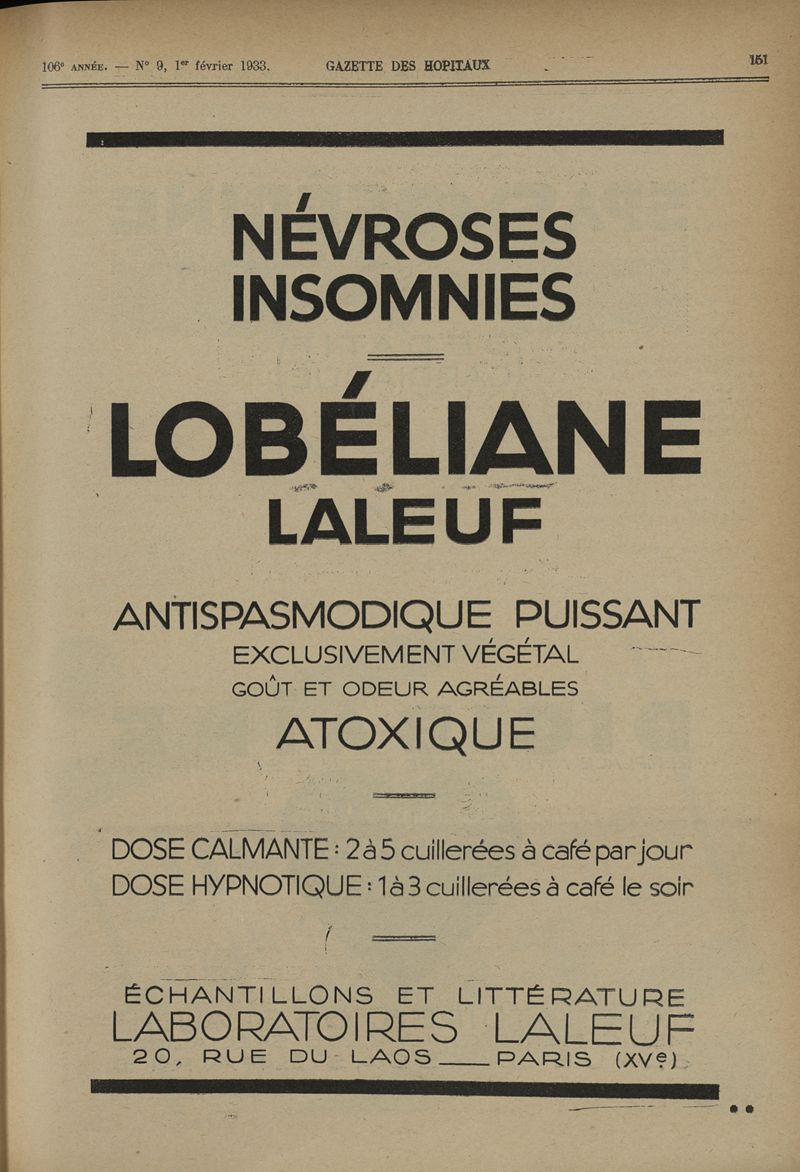 106e ANNÉE. — N° 9, 1er février 1933. GAZETTE DES HOPITAUX 151
NÉVROSES
INSOMNIES
LOBÉLIANE
LALEUF
ANTISPASMODIQUE PUISSANT
EXCLUSIVEMENT VÉGÉTAL
GOÛT ET ODEUR AGRÉABLES
ATOXIQUE
DOSE CALMANTE : 2 à 5 cuillerées à café par jour
DOSE HYPNOTIQUE : 1 à 3 cuillerées à café le soir
ÉCHANTILLONS ET LITTÉRATURE
LABORATOIRES LALEUF
20, RUE DU LAOS ___ PARIS (XVe)